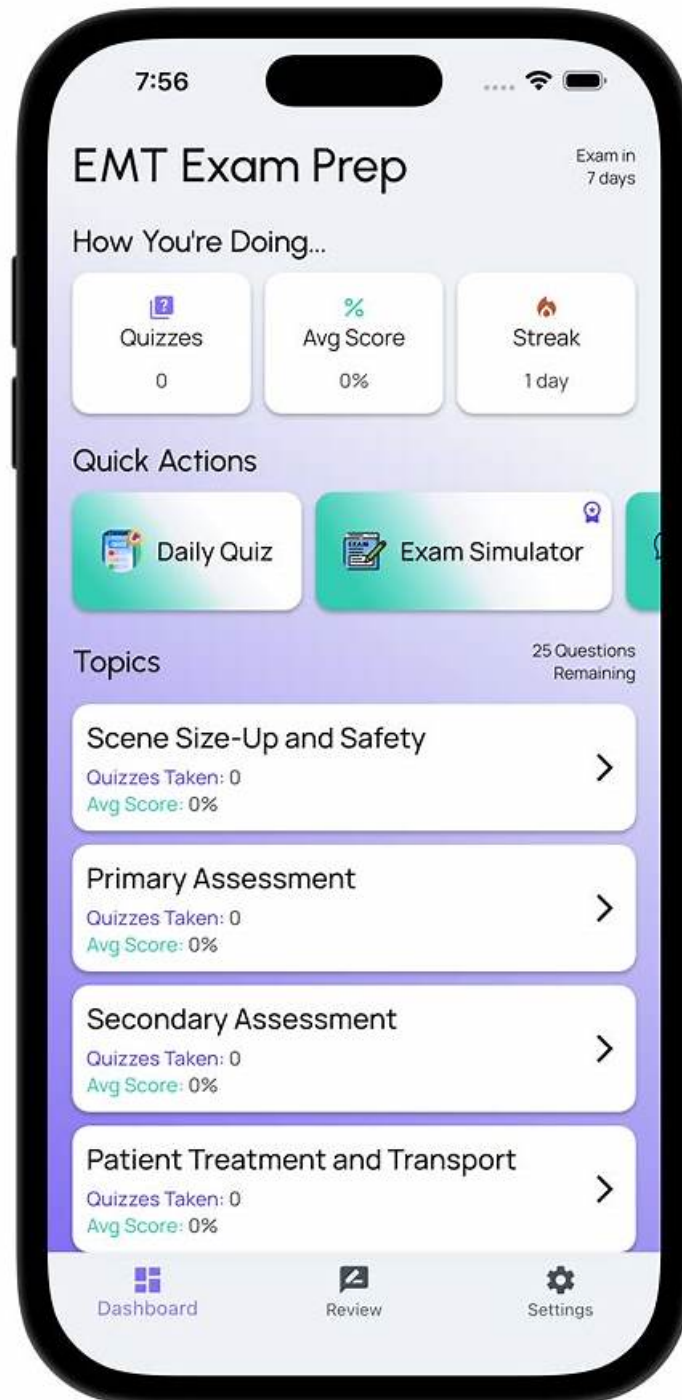 7:56
EMT Exam Prep
Exam in
7 days
How You're Doing...
Quizzes
0
Avg Score
0%
Streak
1 day
Quick Actions
Daily Quiz
Exam Simulator
Topics
25 Questions
Remaining
Scene Size-Up and Safety
Quizzes Taken: 0
Avg Score: 0%
Primary Assessment
Quizzes Taken: 0
Avg Score: 0%
Secondary Assessment
Quizzes Taken: 0
Avg Score: 0%
Patient Treatment and Transport
Quizzes Taken: 0
Avg Score: 0%
Dashboard
Review
Settings